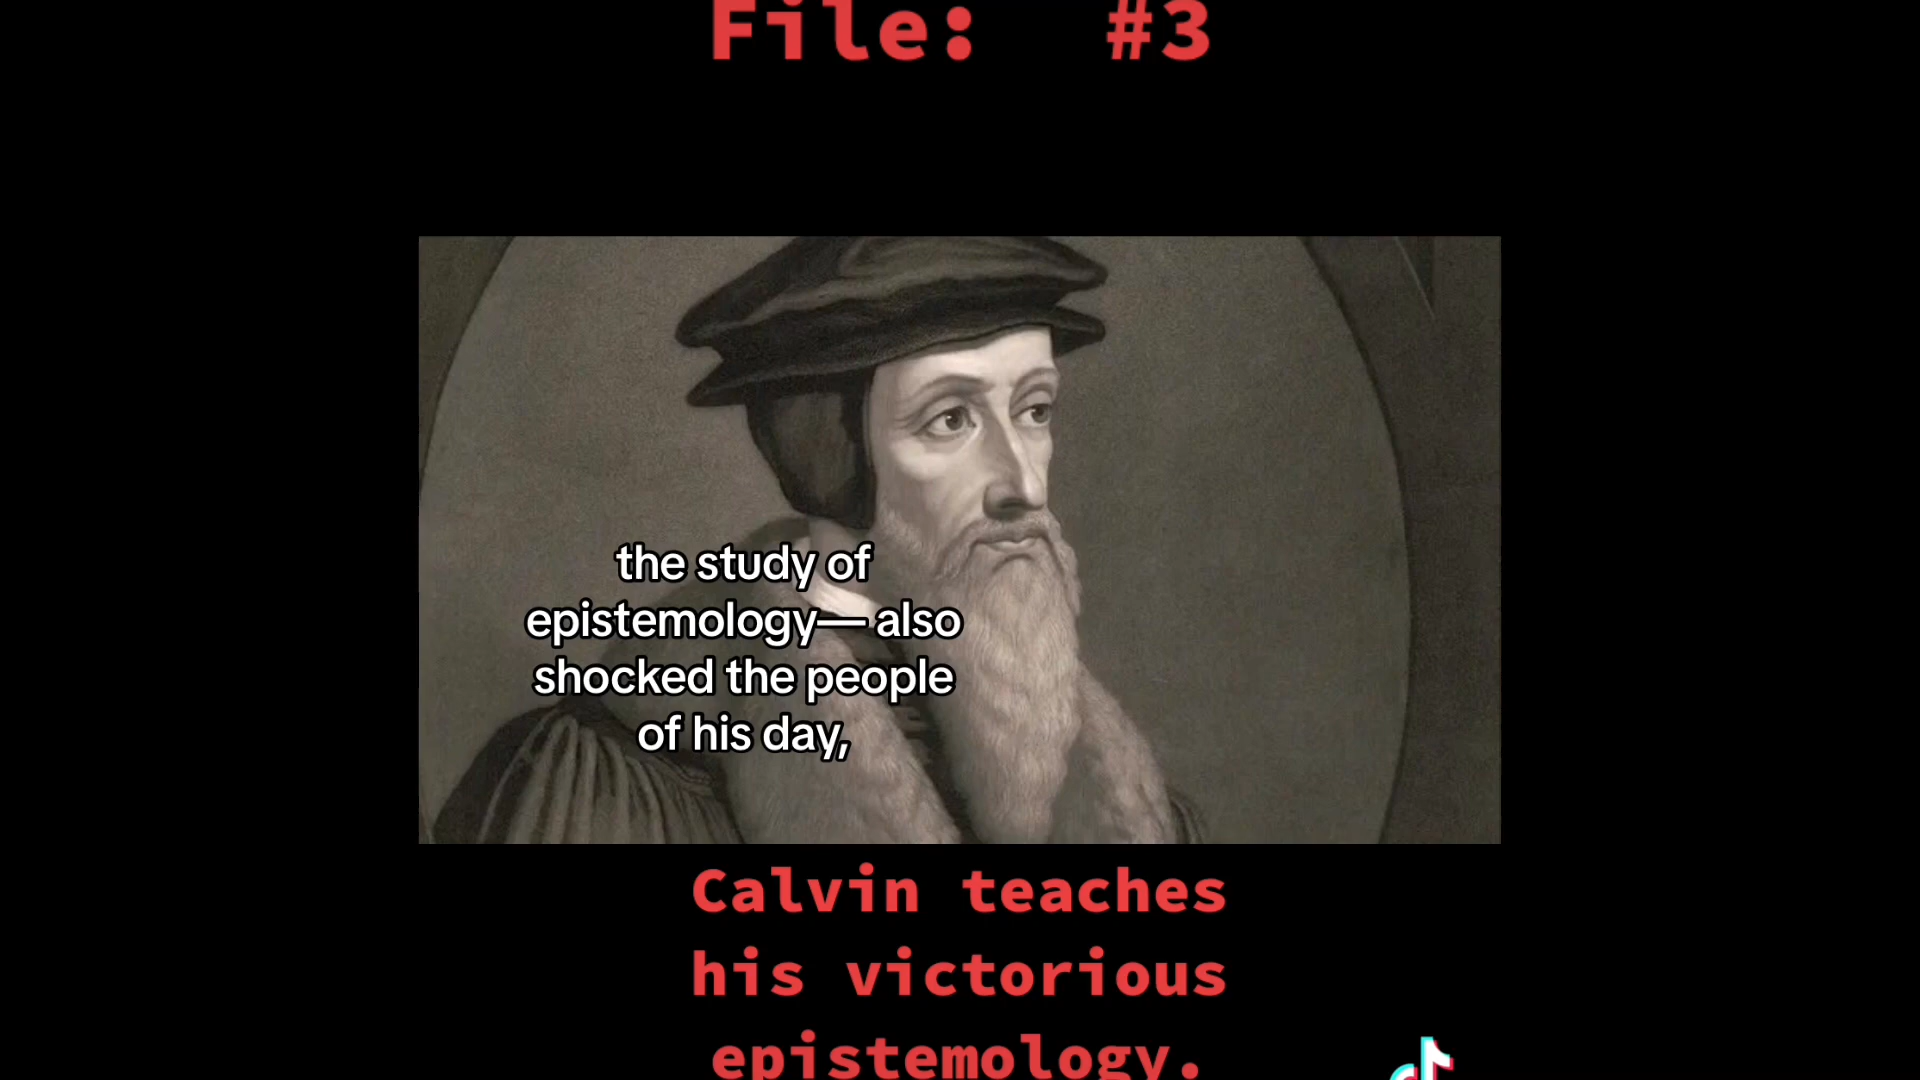 File: #3
the study of
epistemology— also
shocked the people
of his day,
Calvin teaches
his victorious
epistemology.